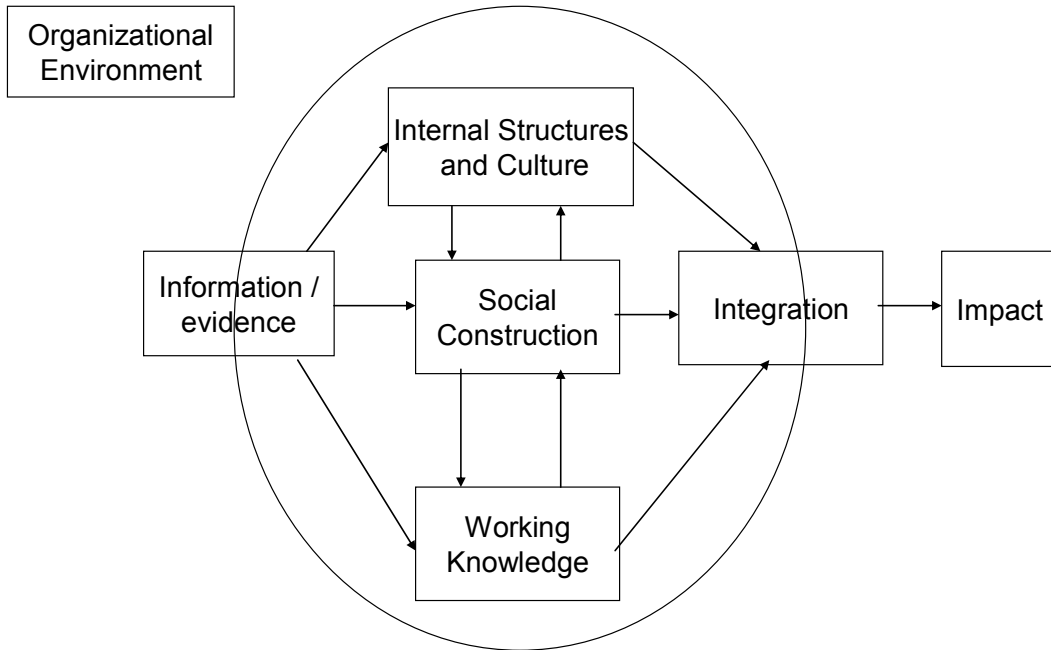 Organizational
Environment
Internal Structures
and Culture
Information /
evidence
Social
Construction
Integration
Impact
Working
Knowledge